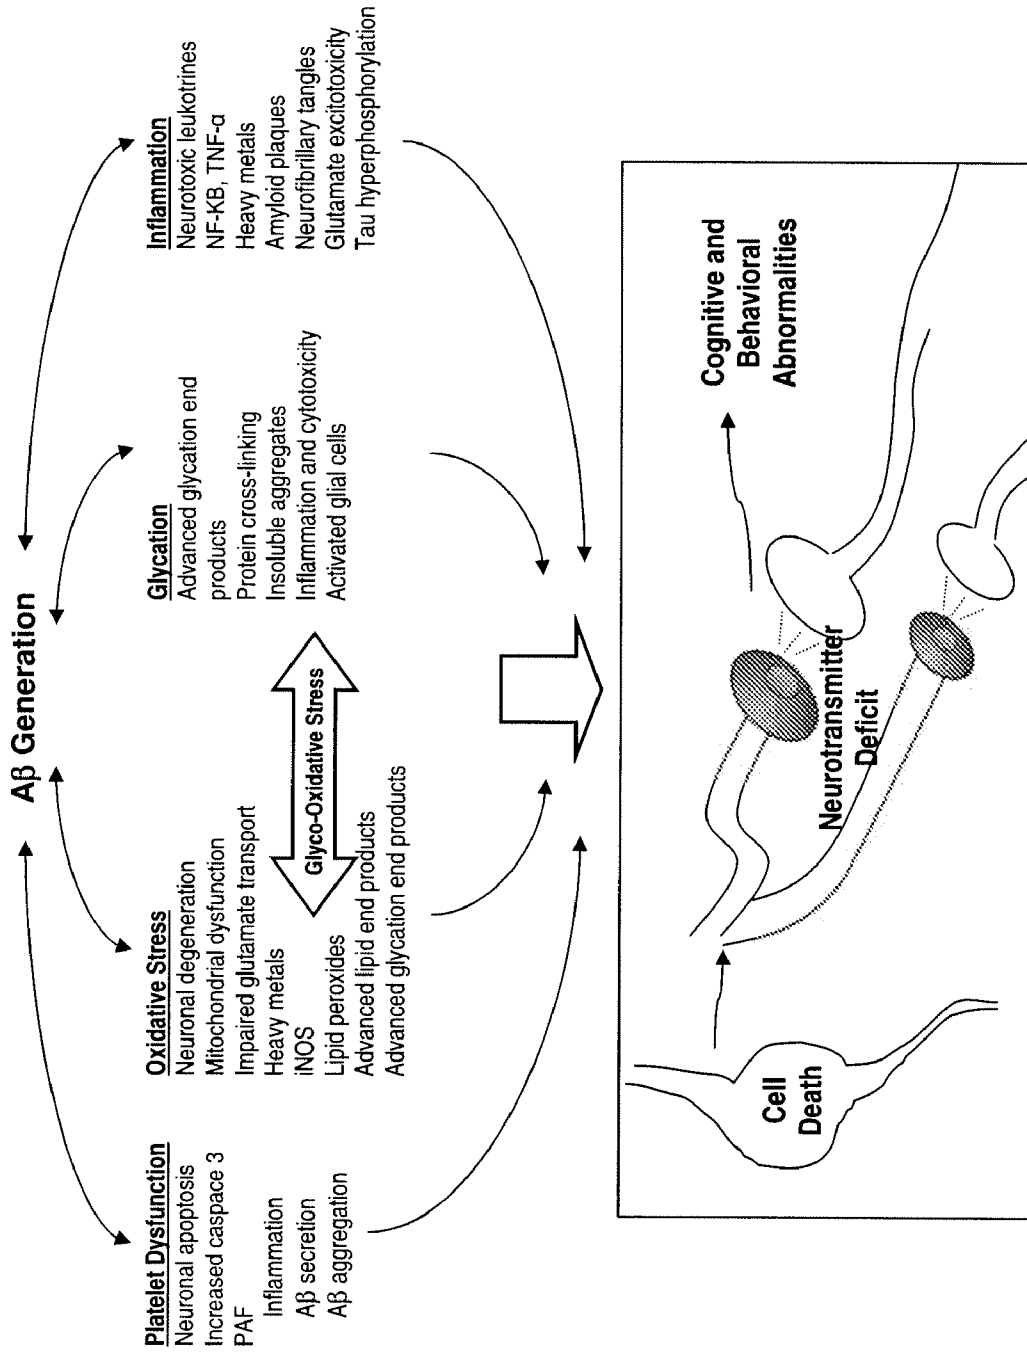 Aβ Generation
Platelet Dysfunction
Neuronal apoptosis
Increased caspace 3
PAF
Inflammation
Aβ secretion
Aβ aggregation
Oxidative Stress
Neuronal degeneration
Mitochondrial dysfunction
Impaired glutamate transport
Heavy metals
iNOS
Lipid peroxides
Advanced lipid end products
Advanced glycation end products
Glyco-Oxidative Stress
Glycation
Advanced glycation end
products
Protein cross-linking
Insoluble aggregates
Inflammation and cytotoxicity
Activated glial cells
Inflammation
Neurotoxic leukotrines
NF-KB, TNF-α
Heavy metals
Amyloid plaques
Neurofibrillary tangles
Glutamate excitotoxicity
Tau hyperphosphorylation
Cell
Death
Neurotransmitter
Deficit
Cognitive and
Behavioral
Abnormalities